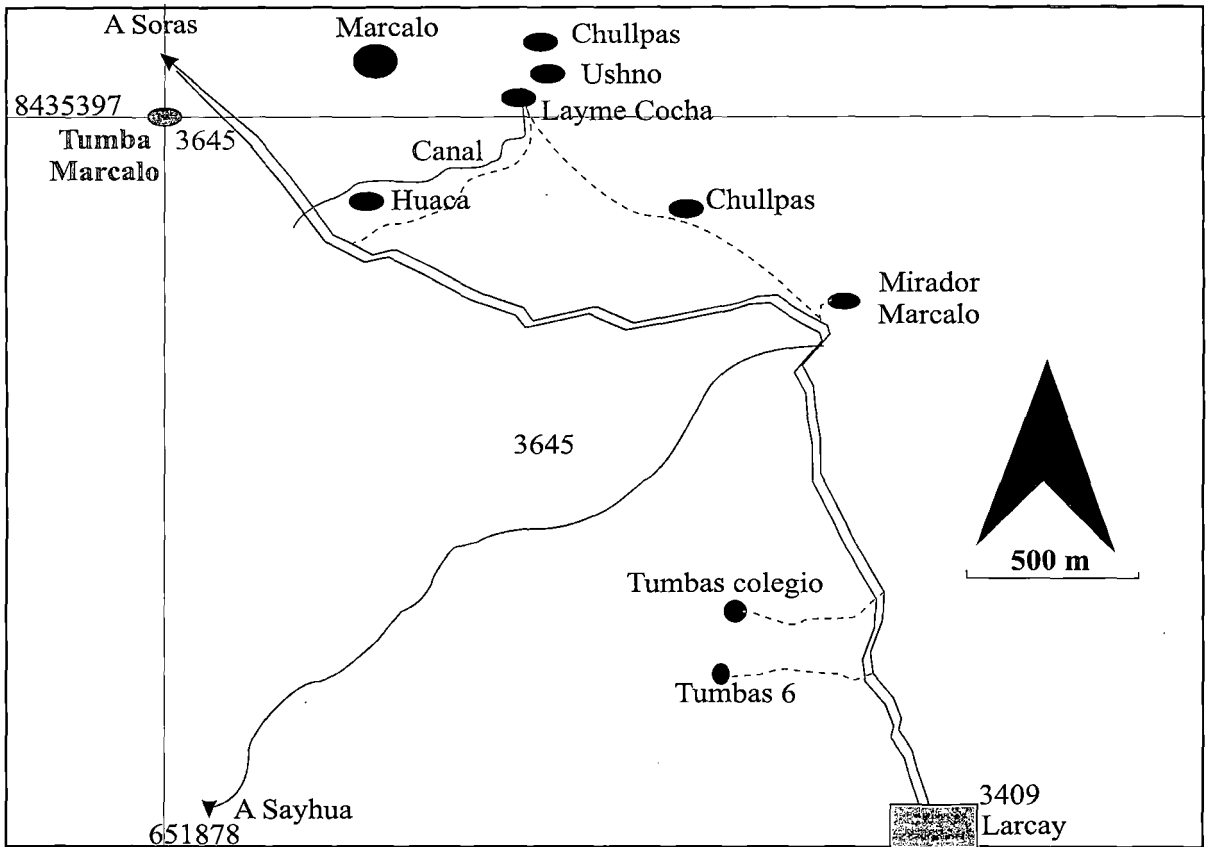 A Soras
Marcalo
Chullpas
Ushno
8435397
Layme Cocha
Tumba
Marcalo
3645
Canal
Huaca
Chullpas
Mirador
Marcalo
3645
500 m
Tumbas colegio
Tumbas 6
A Sayhua
651878
3409
Larcay